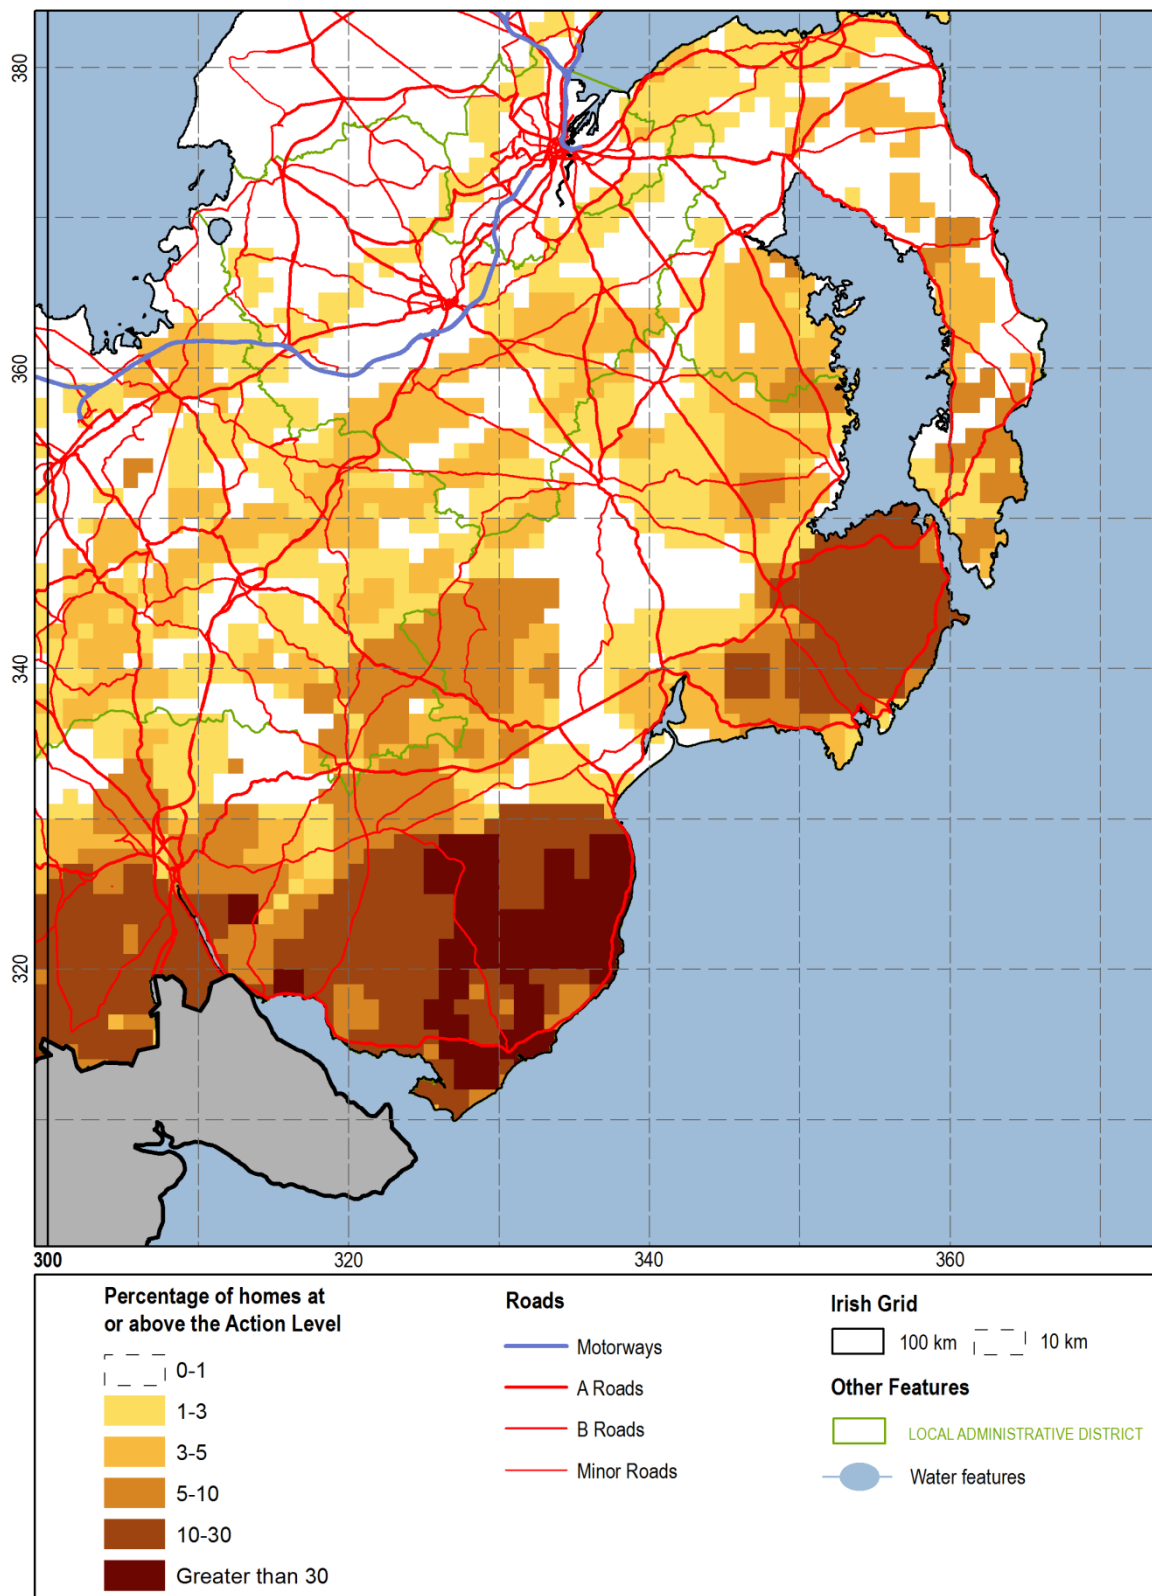 380
360
340
320
300
320
340
360
Percentage of homes at
or above the Action Level
0-1
1-3
3-5
5-10
10-30
Greater than 30
Roads
Motorways
A Roads
B Roads
Minor Roads
Irish Grid
100 km
10 km
Other Features
LOCAL ADMINISTRATIVE DISTRICT
Water features